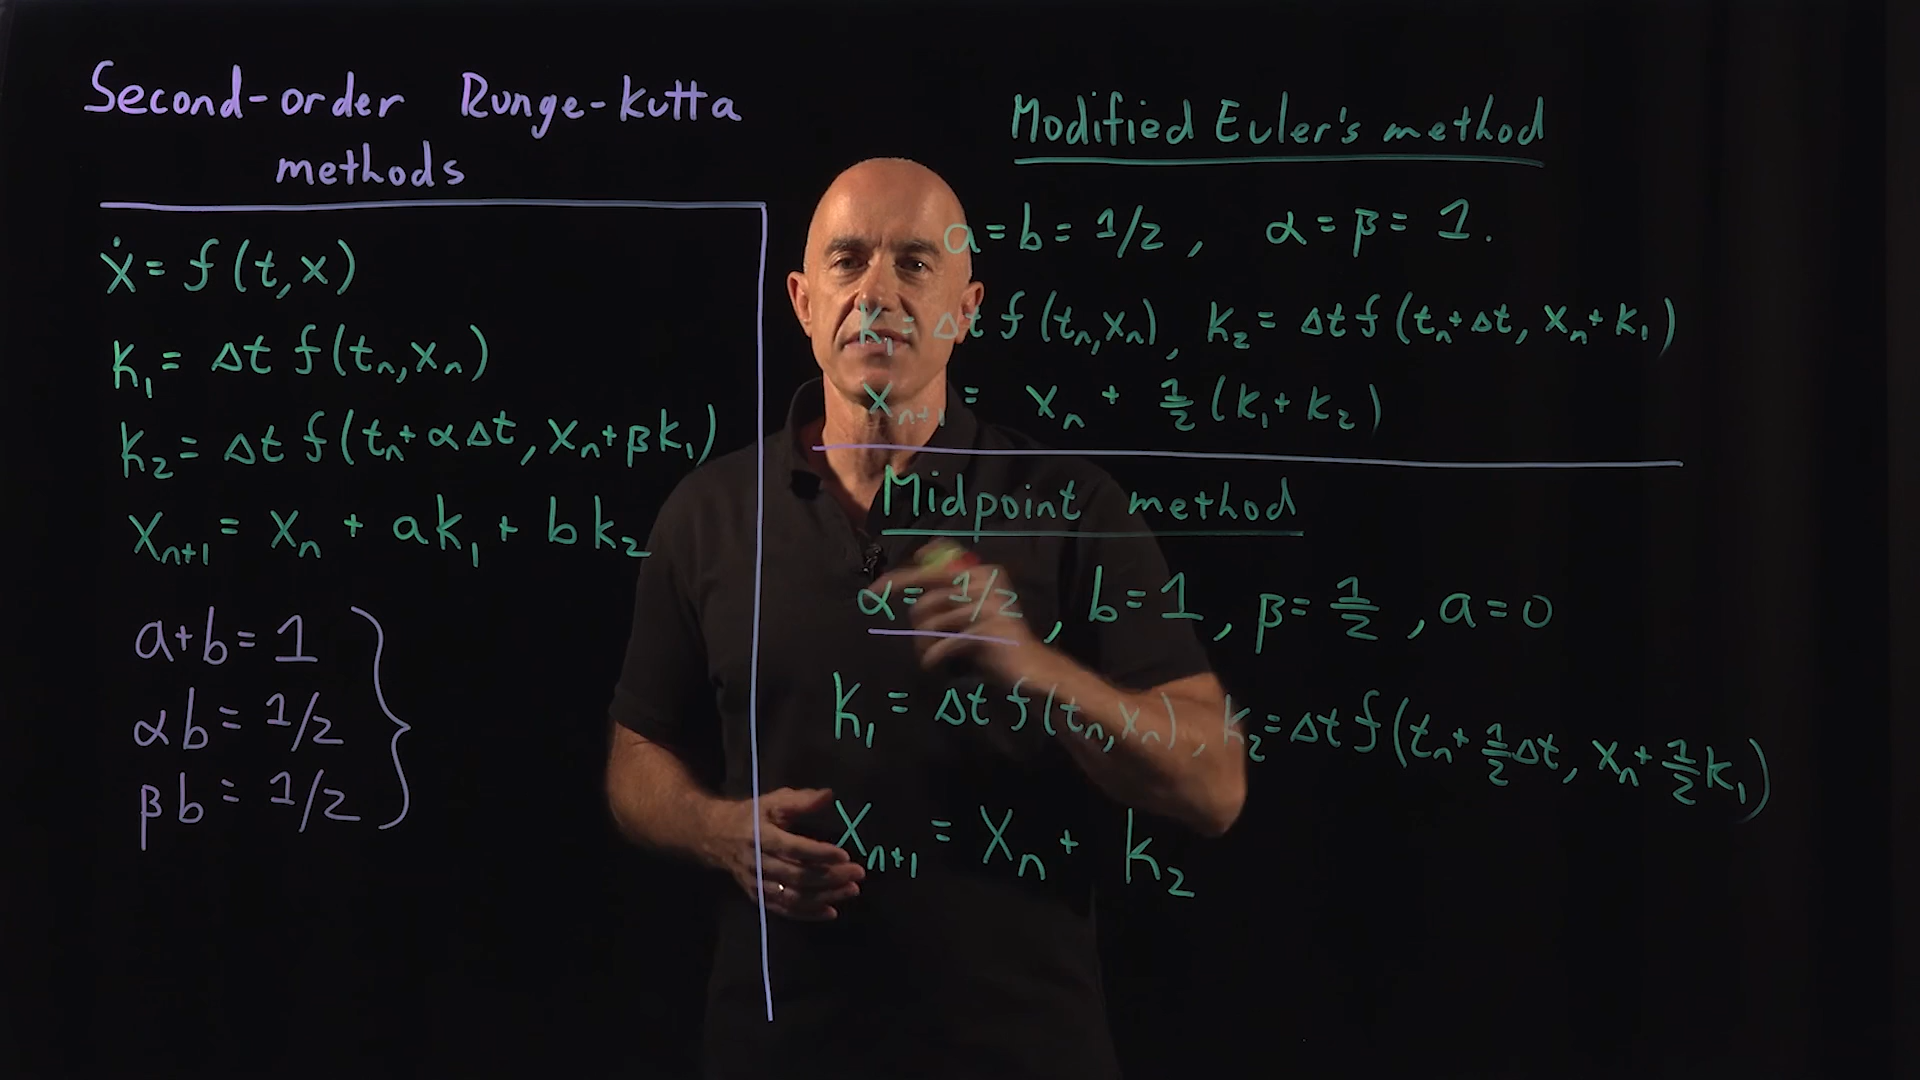 Second-order Runge-Kutta
methods
ẋ = f(t,x)
K₁ = Δt f(tₙ,xₙ)
K₂ = Δt f(tₙ+αΔt, xₙ+βK₁)
xₙ₊₁ = xₙ + aK₁ + bK₂
a+b = 1
αb = 1/2
βb = 1/2
Modified Euler's method
a = b = 1/2, α = β = 1.
K₁ = Δt f(tₙ,xₙ), K₂ = Δt f(tₙ+Δt, xₙ+K₁)
xₙ₊₁ = xₙ + 1/2 (K₁+K₂)
Midpoint method
α = 1/2, b = 1, β = 1/2, a = 0
K₁ = Δt f(tₙ,xₙ), K₂ = Δt f(tₙ+1/2Δt, xₙ+1/2K₁)
xₙ₊₁ = xₙ + K₂